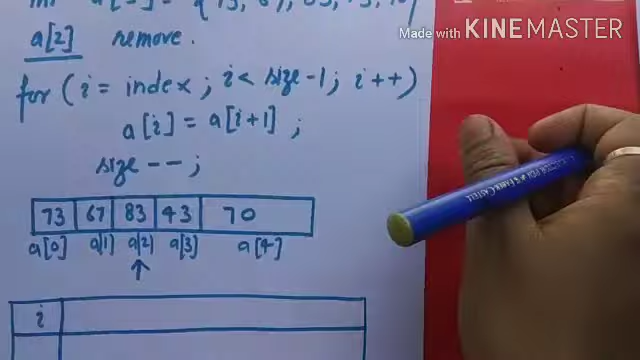 a[2] remove.
for ( i = index ; i < size -1 ; i ++ )
a[i] = a[i+1] ;
size -- ;
73 67 83 43 70
a[0] a[1] a[2] a[3] a[4]
i
Made with KINEMASTER